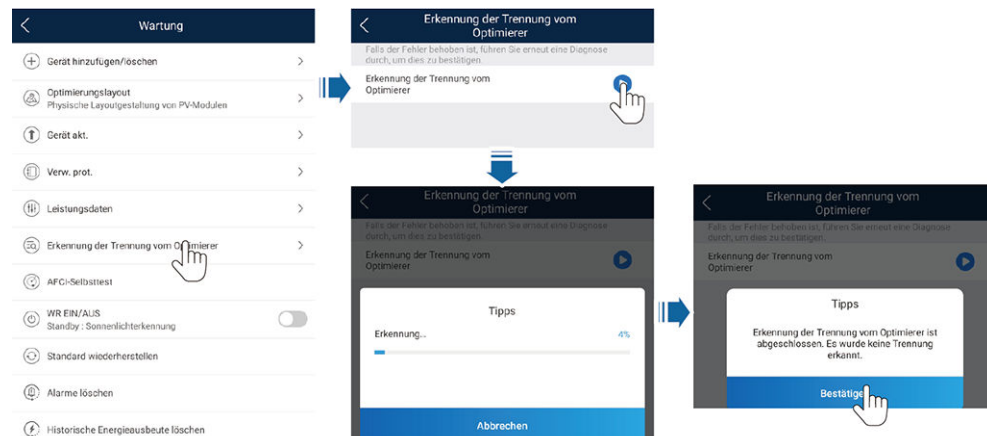 Wartung
Gerät hinzufügen/löschen
Optimierungslayout
Physische Layoutgestaltung von PV-Modulen
Gerät akt.
Verw. prot.
Leistungsdaten
Erkennung der Trennung vom Optimierer
AFCI-Selbsttest
WR EIN/AUS
Standby : Sonnenlichterkennung
Standard wiederherstellen
Alarme löschen
Historische Energieausbeute löschen
Erkennung der Trennung vom
Optimierer
Falls der Fehler behoben ist, führen Sie erneut eine Diagnose
durch, um dies zu bestätigen.
Erkennung der Trennung vom
Optimierer
Erkennung der Trennung vom
Optimierer
Falls der Fehler behoben ist, führen Sie erneut eine Diagnose
durch, um dies zu bestätigen.
Erkennung der Trennung vom
Optimierer
Tipps
Erkennung.. 4%
Abbrechen
Erkennung der Trennung vom
Optimierer
Falls der Fehler behoben ist, führen Sie erneut eine Diagnose
durch, um dies zu bestätigen.
Erkennung der Trennung vom
Optimierer
Tipps
Erkennung der Trennung vom Optimierer ist
abgeschlossen. Es wurde keine Trennung
erkannt.
Bestätige